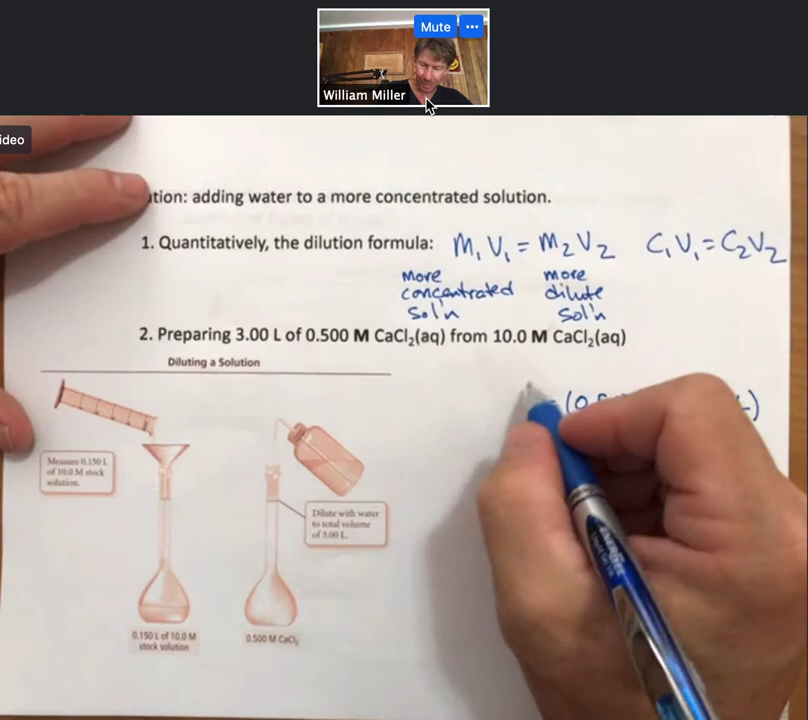 Mute
William Miller
ideo
ution: adding water to a more concentrated solution.
1. Quantitatively, the dilution formula: M₁V₁ = M₂V₂ C₁V₁ = C₂V₂
More concentrated sol'n
more dilute sol'n
2. Preparing 3.00 L of 0.500 M CaCl₂(aq) from 10.0 M CaCl₂(aq)
Diluting a Solution
Measure 0.150 L
of 10.0 M stock
solution.
Dilute with water
to total volume
of 3.00 L.
0.150 L of 10.0 M
stock solution
0.500 M CaCl₂